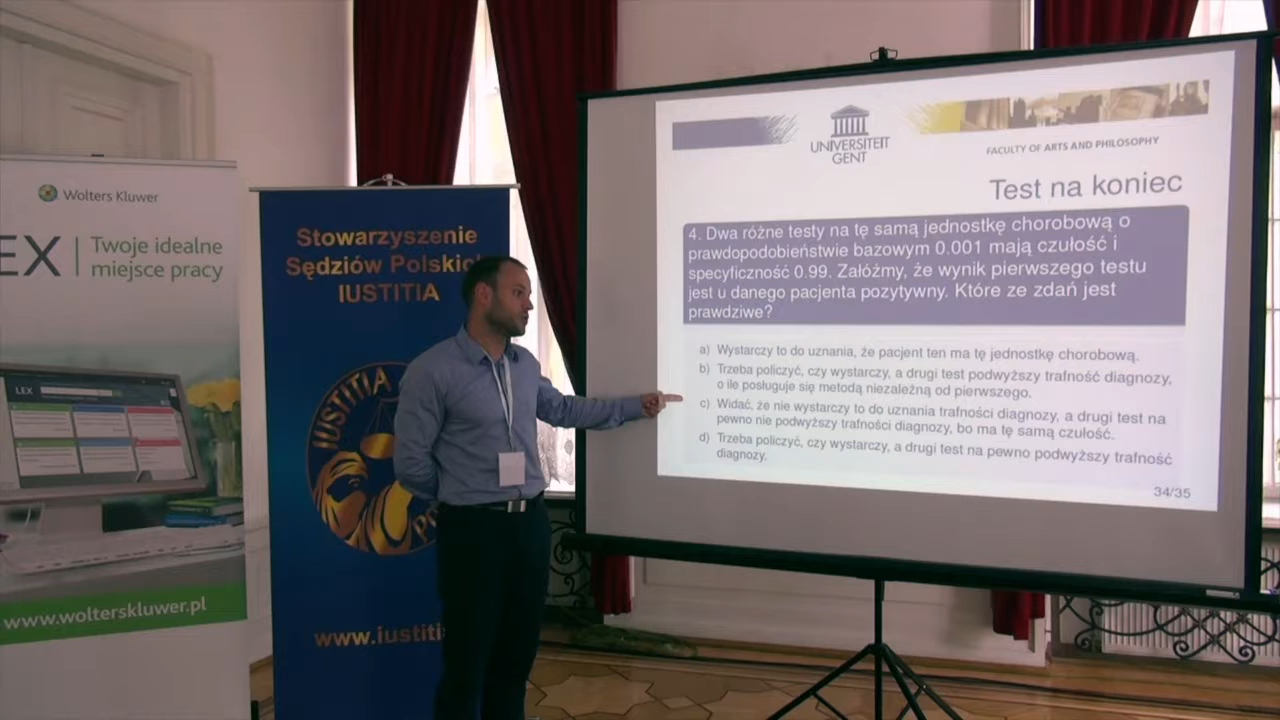 Wolters Kluwer
EX
Twoje idealne
miejsce pracy
LEX
www.wolterskluwer.pl
Stowarzyszenie
Sędziów Polskic
IUSTITIA
IUSTITIA
www.iustiti
UNIVERSITEIT
GENT
FACULTY OF ARTS AND PHILOSOPHY
Test na koniec
4. Dwa różne testy na tę samą jednostkę chorobową o
prawdopodobieństwie bazowym 0.001 mają czułość i
specyficzność 0.99. Załóżmy, że wynik pierwszego testu
jest u danego pacjenta pozytywny. Które ze zdań jest
prawdziwe?
a) Wystarczy to do uznania, że pacjent ten ma tę jednostkę chorobową.
b) Trzeba policzyć, czy wystarczy, a drugi test podwyższy trafność diagnozy,
o ile posługuje się metodą niezależną od pierwszego.
c) Widać, że nie wystarczy to do uznania trafności diagnozy, a drugi test na
pewno nie podwyższy trafności diagnozy, bo ma tę samą czułość.
d) Trzeba policzyć, czy wystarczy, a drugi test na pewno podwyższy trafność
diagnozy.
34/35